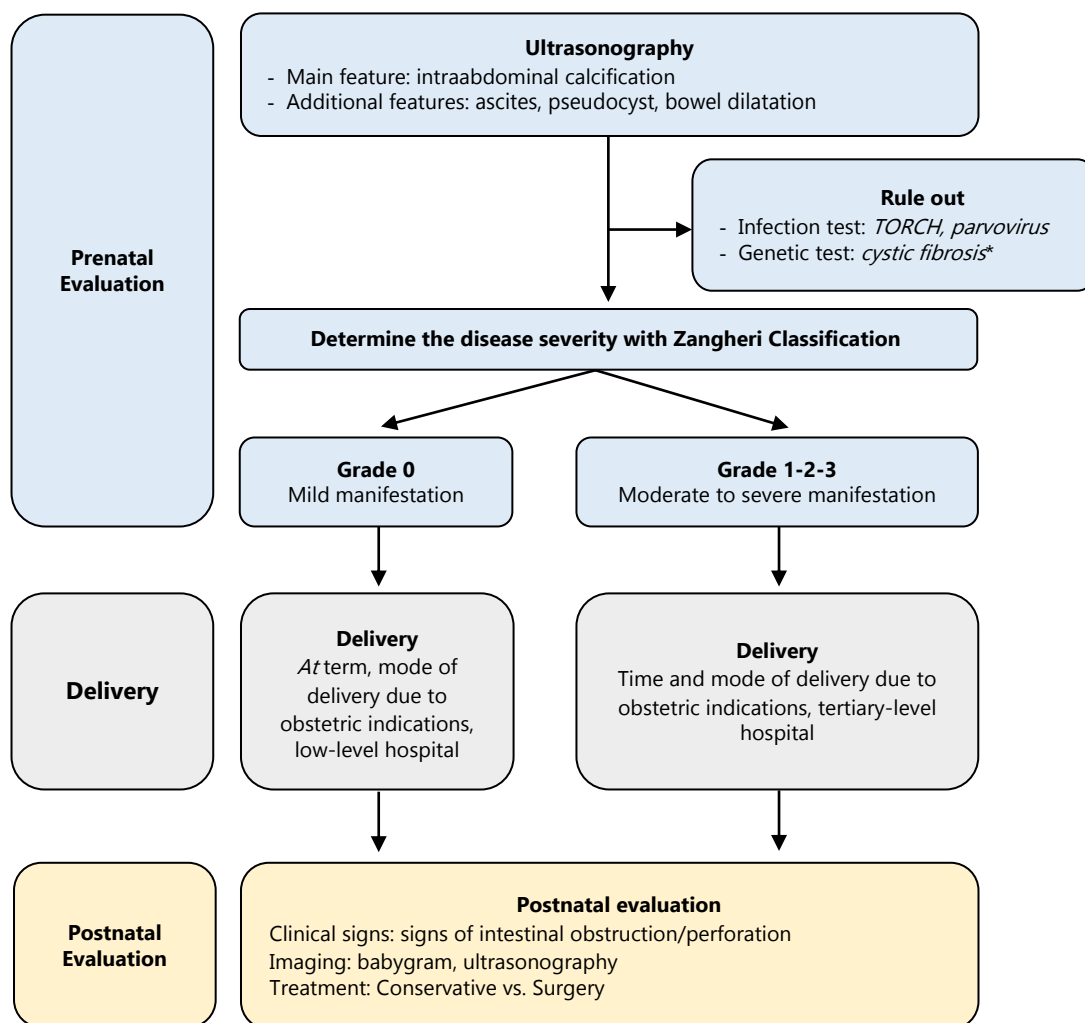 Ultrasonography
- Main feature: intraabdominal calcification
- Additional features: ascites, pseudocyst, bowel dilatation
Rule out
- Infection test: TORCH, parvovirus
- Genetic test: cystic fibrosis*
Prenatal
Evaluation
Determine the disease severity with Zangheri Classification
Grade 0
Mild manifestation
Grade 1-2-3
Moderate to severe manifestation
Delivery
Delivery
At term, mode of
delivery due to
obstetric indications,
low-level hospital
Delivery
Time and mode of delivery due to
obstetric indications, tertiary-level
hospital
Postnatal
Evaluation
Postnatal evaluation
Clinical signs: signs of intestinal obstruction/perforation
Imaging: babygram, ultrasonography
Treatment: Conservative vs. Surgery